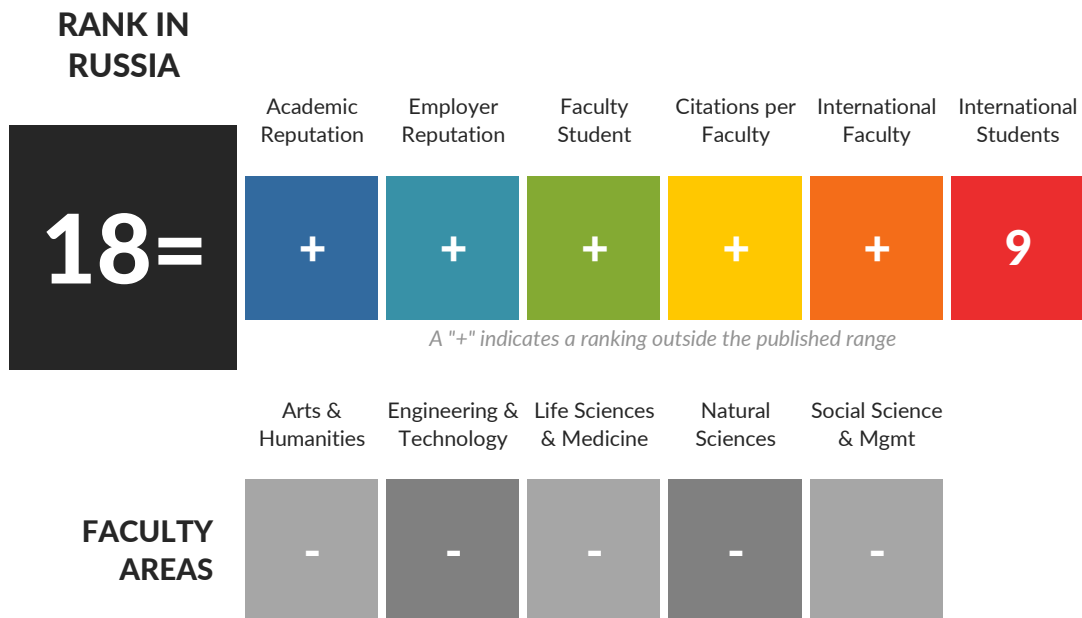 RANK IN
RUSSIA
Academic
Reputation
Employer
Reputation
Faculty
Student
Citations per
Faculty
International
Faculty
International
Students
18=
+
+
+
+
+
9
A "+" indicates a ranking outside the published range
Arts &
Humanities
Engineering &
Technology
Life Sciences
& Medicine
Natural
Sciences
Social Science
& Mgmt
FACULTY
AREAS
-
-
-
-
-